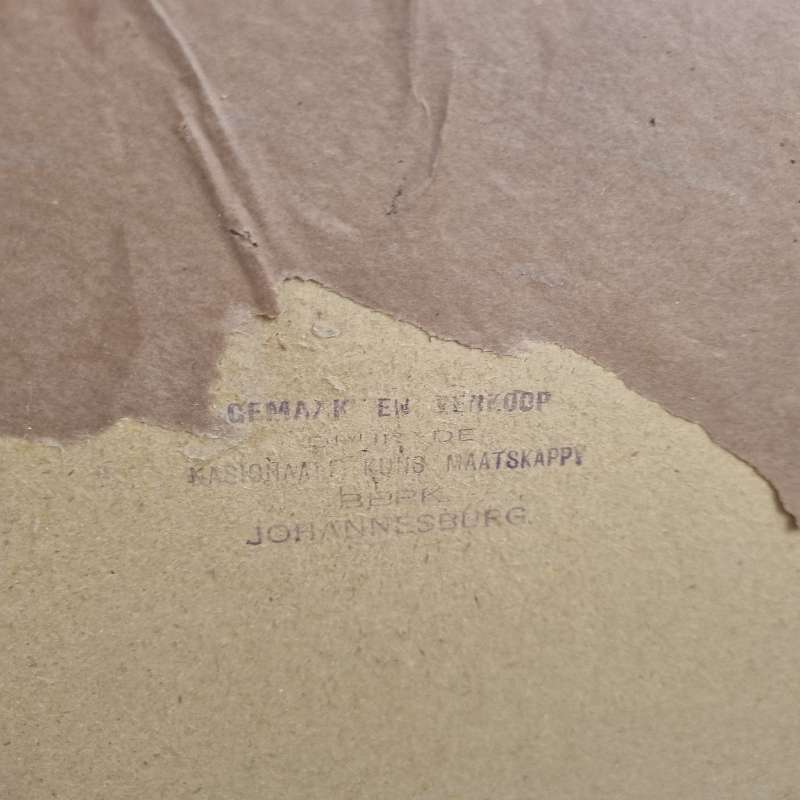 GEMAAK EN VERKOOP
DEUR DE
NASIONAALE KUNS MAATSKAPPY
BEPK.
JOHANNESBURG.